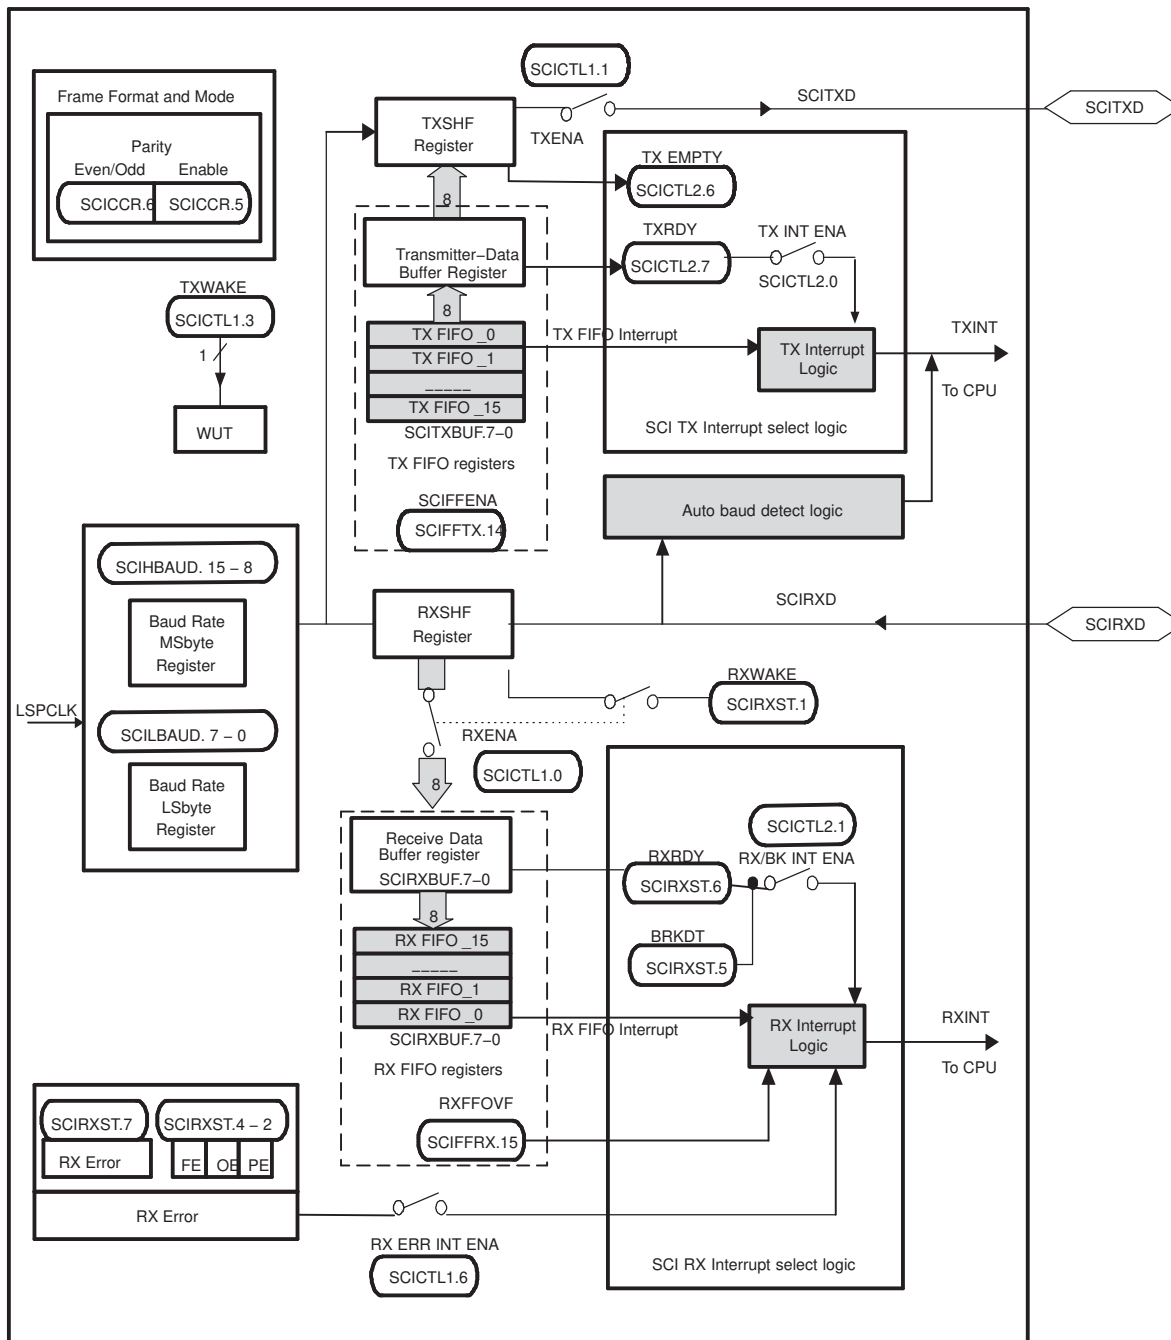 SCICTL1.1
Frame Format and Mode
Parity
Even/Odd
Enable
SCICCR.6
SCICCR.5
TXSHF
Register
TXENA
SCITXD
SCITXD
TX EMPTY
SCICTL2.6
8
TXRDY
SCICTL2.7
TX INT ENA
SCICTL2.0
Transmitter−Data
Buffer Register
8
TXWAKE
SCICTL1.3
1
WUT
TX FIFO _0
TX FIFO _1
_____
TX FIFO _15
SCITXBUF.7−0
TX FIFO registers
SCIFFENA
SCIFFTX.14
TX FIFO Interrupt
TX Interrupt
Logic
TXINT
To CPU
SCI TX Interrupt select logic
Auto baud detect logic
SCIHBAUD. 15 − 8
Baud Rate
MSbyte
Register
LSPCLK
SCILBAUD. 7 − 0
Baud Rate
LSbyte
Register
RXSHF
Register
SCIRXD
SCIRXD
RXWAKE
SCIRXST.1
RXENA
SCICTL1.0
8
Receive Data
Buffer register
SCIRXBUF.7−0
8
RX FIFO _15
_____
RX FIFO_1
RX FIFO _0
SCIRXBUF.7−0
RX FIFO registers
RXFFOVF
SCIFFRX.15
SCICTL2.1
RXRDY
SCIRXST.6
RX/BK INT ENA
BRKDT
SCIRXST.5
RX FIFO Interrupt
RX Interrupt
Logic
RXINT
To CPU
SCIRXST.7
SCIRXST.4 − 2
RX Error
FE
OE
PE
RX Error
RX ERR INT ENA
SCICTL1.6
SCI RX Interrupt select logic